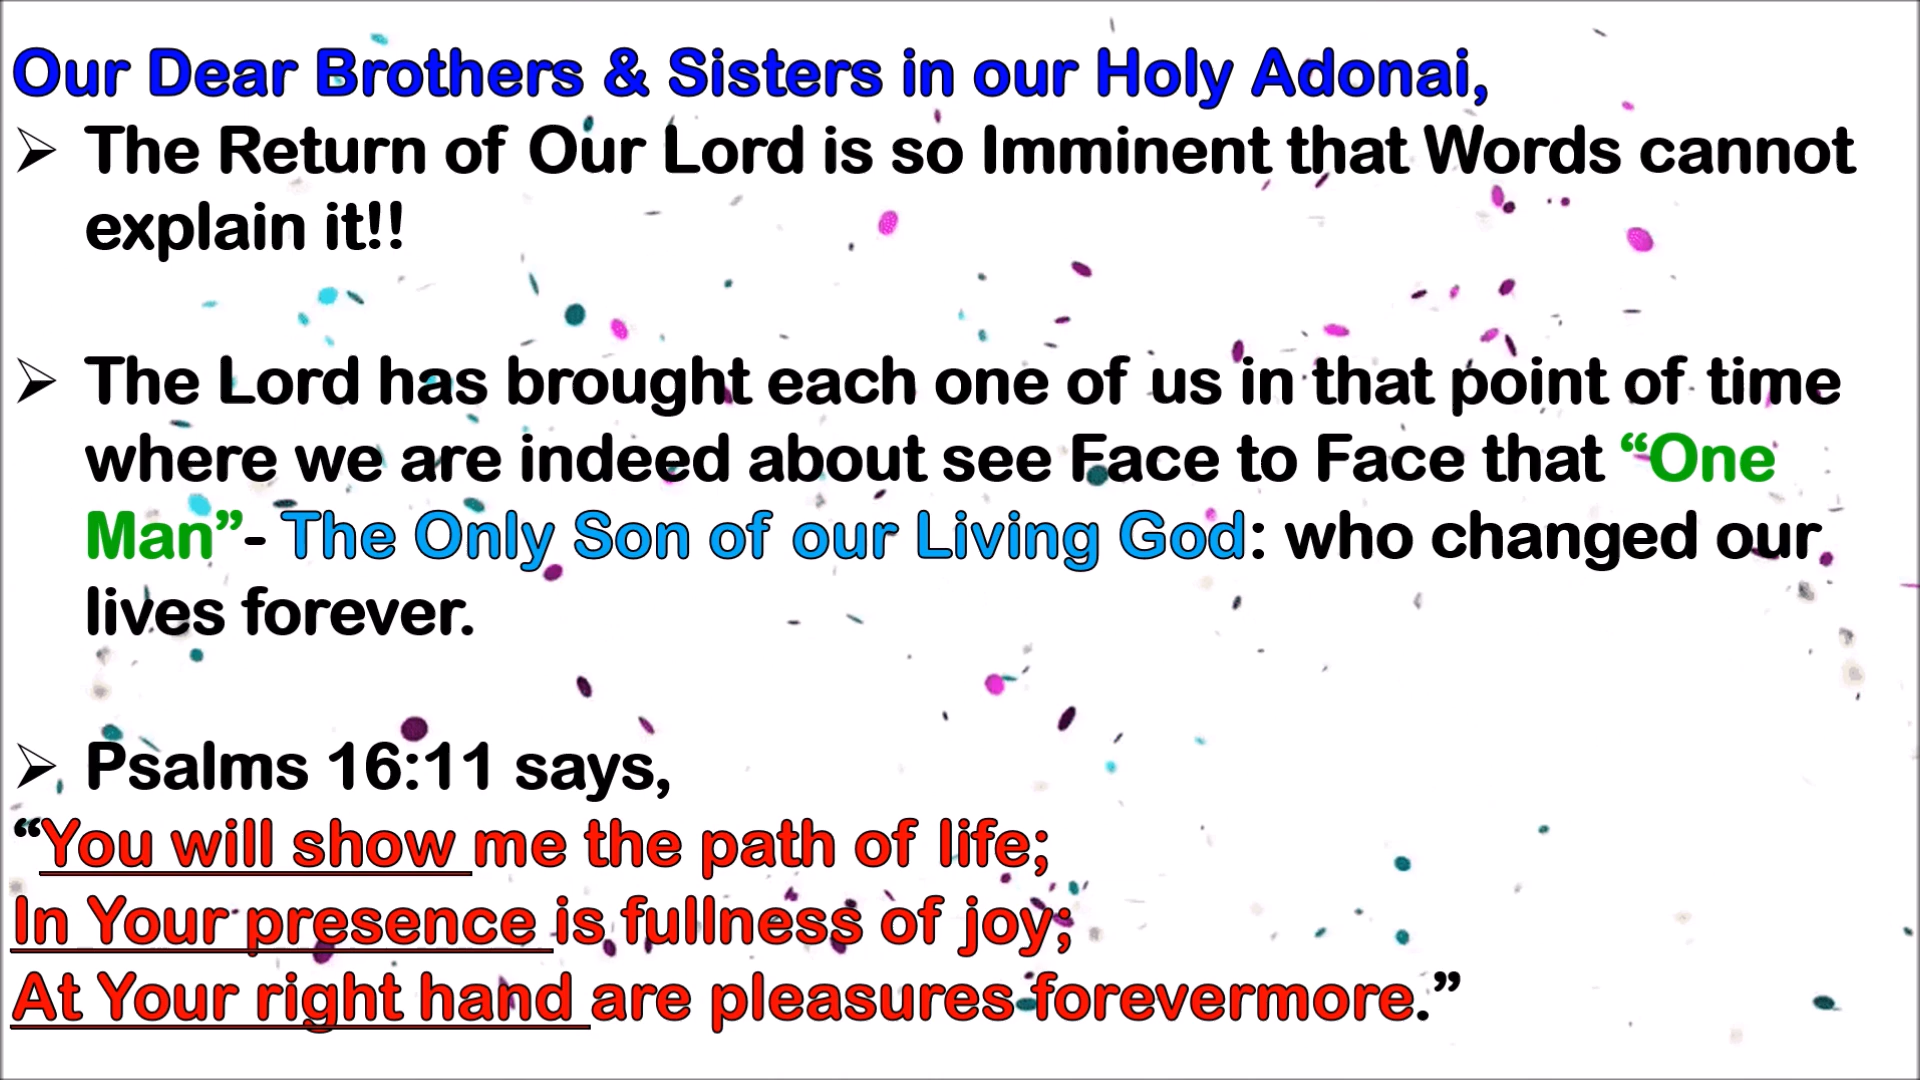 Our Dear Brothers & Sisters in our Holy Adonai,
➢ The Return of Our Lord is so Imminent that Words cannot
explain it!!
➢ The Lord has brought each one of us in that point of time
where we are indeed about see Face to Face that “One
Man”- The Only Son of our Living God: who changed our
lives forever.
➢ Psalms 16:11 says,
“You will show me the path of life;
In Your presence is fullness of joy;
At Your right hand are pleasures forevermore.”